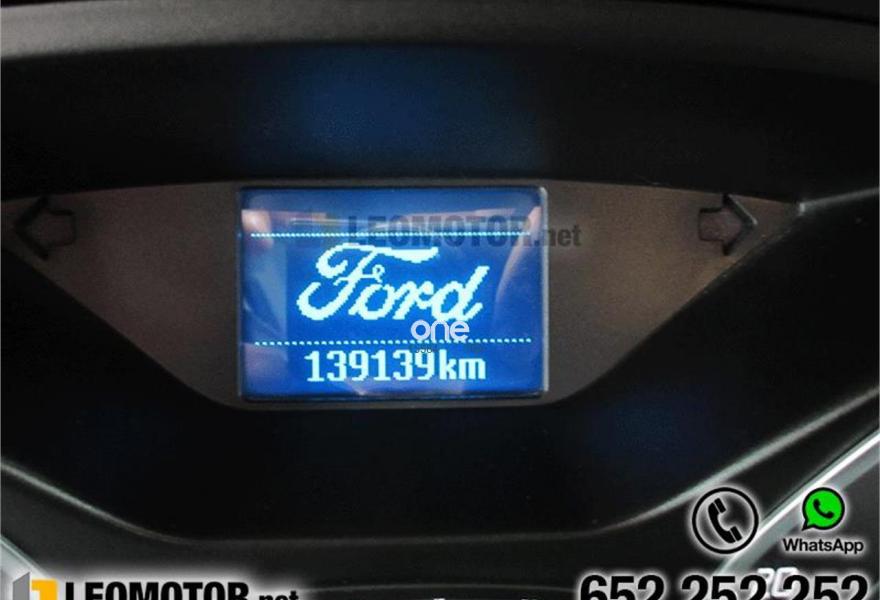 LEOMOTOR.net
Ford
one
139139km
WhatsApp
LEOMOTOR.net
652 252 252